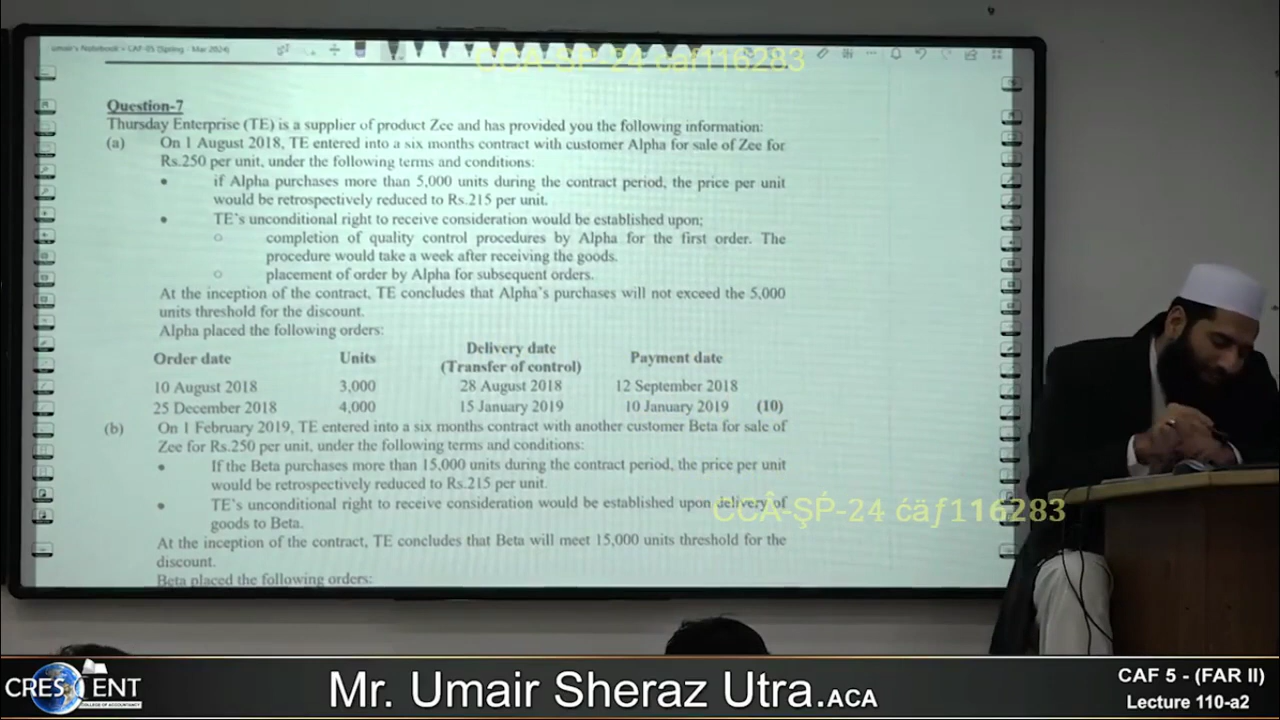 umair's Notebook » CAF-05 (Spring - Mar 2024)
CCA-SP-24 caf116283
Question-7
Thursday Enterprise (TE) is a supplier of product Zee and has provided you the following information:
(a) On 1 August 2018, TE entered into a six months contract with customer Alpha for sale of Zee for
Rs.250 per unit, under the following terms and conditions:
• if Alpha purchases more than 5,000 units during the contract period, the price per unit
would be retrospectively reduced to Rs.215 per unit.
• TE's unconditional right to receive consideration would be established upon;
o completion of quality control procedures by Alpha for the first order. The
procedure would take a week after receiving the goods.
o placement of order by Alpha for subsequent orders.
At the inception of the contract, TE concludes that Alpha's purchases will not exceed the 5,000
units threshold for the discount.
Alpha placed the following orders:
Order date Units Delivery date (Transfer of control) Payment date
10 August 2018 3,000 28 August 2018 12 September 2018
25 December 2018 4,000 15 January 2019 10 January 2019 (10)
(b) On 1 February 2019, TE entered into a six months contract with another customer Beta for sale of
Zee for Rs.250 per unit, under the following terms and conditions:
• If the Beta purchases more than 15,000 units during the contract period, the price per unit
would be retrospectively reduced to Rs.215 per unit.
• TE's unconditional right to receive consideration would be established upon delivery of
goods to Beta.
CCÂ-ŞṔ-24 ćäƒ116283
At the inception of the contract, TE concludes that Beta will meet 15,000 units threshold for the
discount.
Beta placed the following orders:
CRESCENT
COLLEGE OF ACCOUNTANCY
Mr. Umair Sheraz Utra.ACA
CAF 5 - (FAR II)
Lecture 110-a2